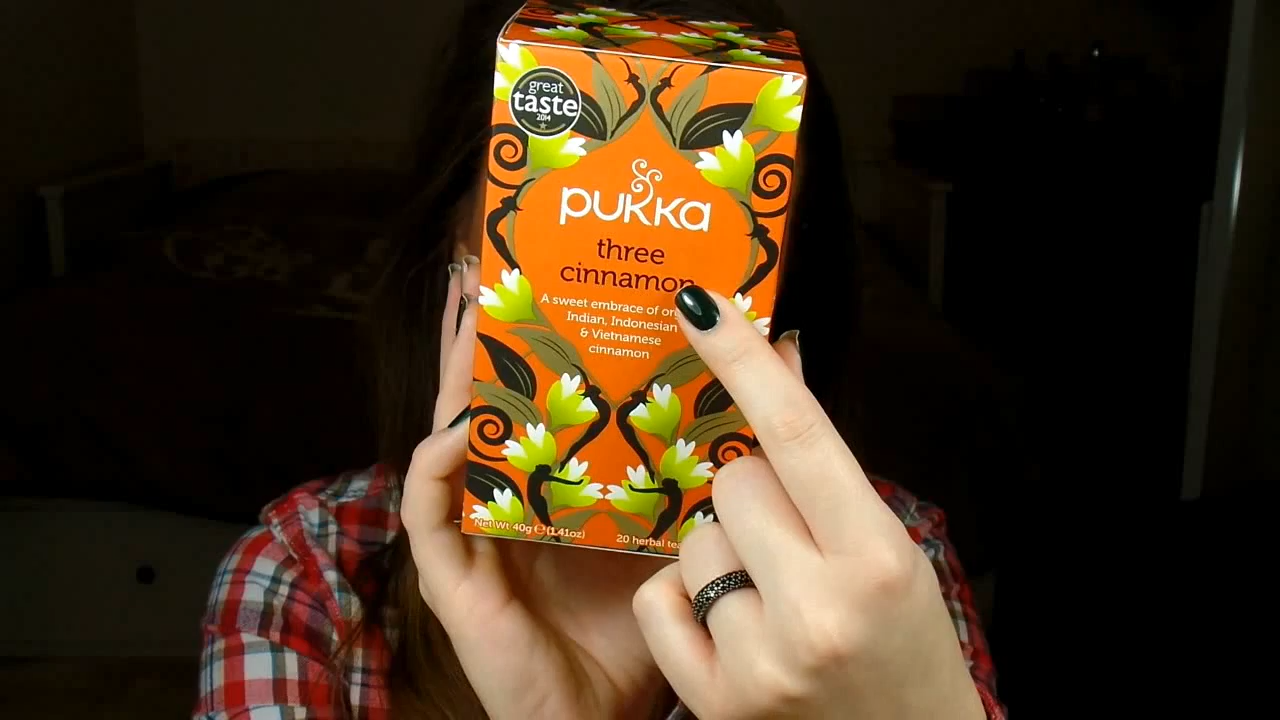 great
taste
2014
pukka
three
cinnamon
A sweet embrace of
Indian, Indonesian
& Vietnamese
cinnamon
Net Wt 40g ℮ (1.41oz)
20 herbal